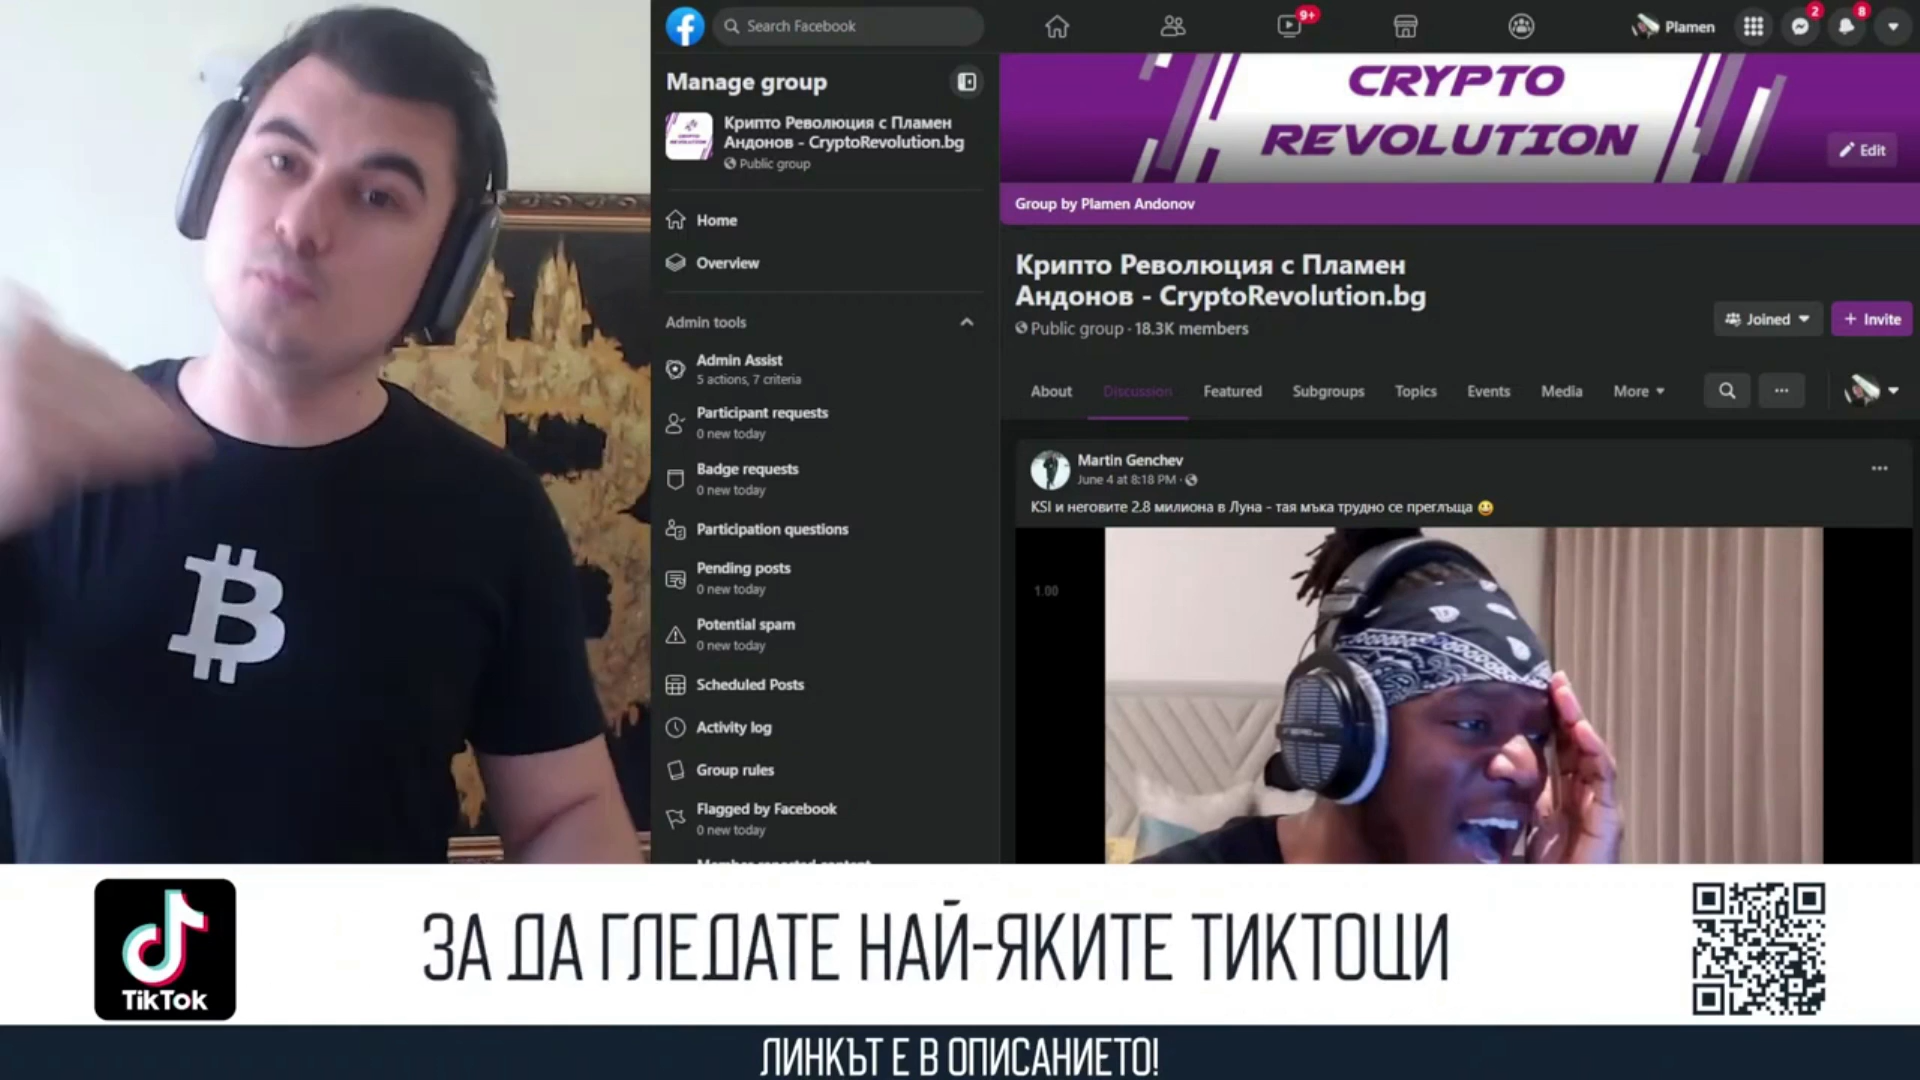 Search Facebook
9+
Plamen
2
8
Manage group
Крипто Революция с Пламен
Андонов - CryptoRevolution.bg
Public group
Home
Overview
Admin tools
Admin Assist
5 actions, 7 criteria
Participant requests
0 new today
Badge requests
0 new today
Participation questions
Pending posts
0 new today
Potential spam
0 new today
Scheduled Posts
Activity log
Group rules
Flagged by Facebook
0 new today
CRYPTO
REVOLUTION
Edit
Group by Plamen Andonov
Крипто Революция с Пламен
Андонов - CryptoRevolution.bg
Public group · 18.3K members
Joined
+ Invite
About Discussion Featured Subgroups Topics Events Media More
Martin Genchev
June 4 at 8:18 PM ·
KSI и неговите 2.8 милиона в Луна - тая мъка трудно се преглъща 😀
1.00
TikTok
ЗА ДА ГЛЕДАТЕ НАЙ-ЯКИТЕ ТИКТОЦИ
ЛИНКЪТ Е В ОПИСАНИЕТО!